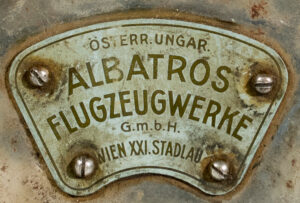 ÖSTERR. UNGAR.
ALBATROS
FLUGZEUGWERKE
G.m.b.H.
WIEN XXI. STADLAU